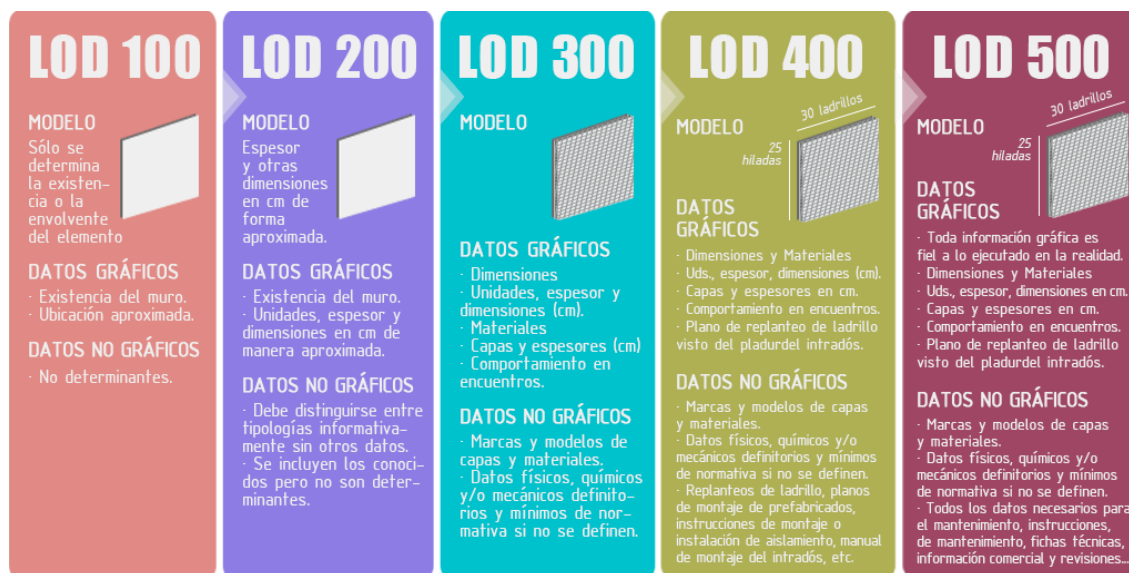 LOD 100
MODELO
Sólo se
determina
la existen-
cia o la
envolvente
del elemento
DATOS GRÁFICOS
· Existencia del muro.
· Ubicación aproximada.
DATOS NO GRÁFICOS
· No determinantes.
LOD 200
MODELO
Espesor
y otras
dimensiones
en cm de
forma
aproximada.
DATOS GRÁFICOS
· Existencia del muro.
· Unidades, espesor y
dimensiones en cm de
manera aproximada.
DATOS NO GRÁFICOS
· Debe distinguirse entre
tipologías informativa-
mente sin otros datos.
· Se incluyen los conoci-
dos pero no son deter-
minantes.
LOD 300
MODELO
DATOS GRÁFICOS
· Dimensiones
· Unidades, espesor y
dimensiones (cm).
· Materiales
· Capas y espesores (cm)
· Comportamiento en
encuentros.
DATOS NO GRÁFICOS
· Marcas y modelos de
capas y materiales.
· Datos físicos, químicos
y/o mecánicos definito-
rios y mínimos de nor-
mativa si no se definen.
LOD 400
30 ladrillos
MODELO
25
hiladas
DATOS
GRÁFICOS
· Dimensiones y Materiales
· Uds., espesor, dimensiones (cm).
· Capas y espesores en cm.
· Comportamiento en encuentros.
· Plano de replanteo de ladrillo
visto del pladurdel intradós.
DATOS NO GRÁFICOS
· Marcas y modelos de capas
y materiales.
· Datos físicos, químicos y/o
mecánicos definitorios y mínimos
de normativa si no se definen.
· Replanteos de ladrillo, planos
de montaje de prefabricados,
instrucciones de montaje o
instalación de aislamiento, manual
de montaje del intradós, etc.
LOD 500
30 ladrillos
MODELO
25
hiladas
DATOS
GRÁFICOS
· Toda información gráfica es
fiel a lo ejecutado en la realidad.
· Dimensiones y Materiales
· Uds., espesor, dimensiones en cm.
· Capas y espesores en cm.
· Comportamiento en encuentros.
· Plano de replanteo de ladrillo
visto del pladurdel intradós.
DATOS NO GRÁFICOS
· Marcas y modelos de capas
y materiales.
· Datos físicos, químicos y/o
mecánicos definitorios y mínimos
de normativa si no se definen.
· Todos los datos necesarios para
el mantenimiento, instrucciones,
de mantenimiento, fichas técnicas,
información comercial y revisiones...